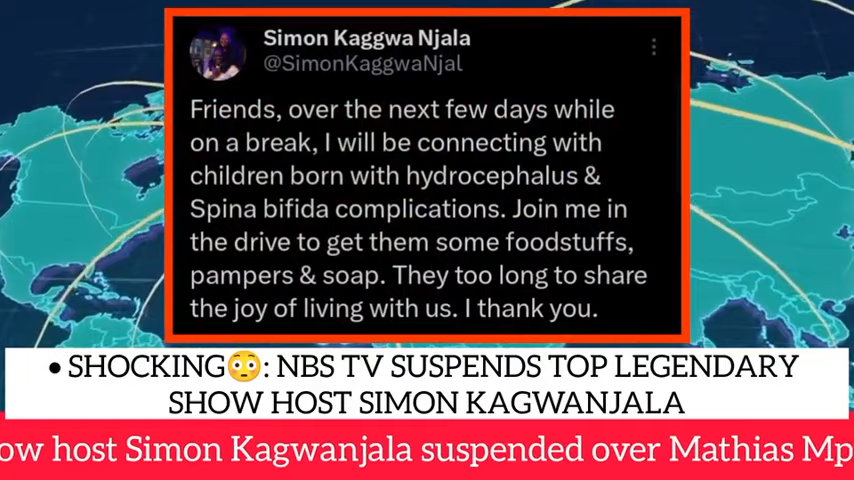 Simon Kaggwa Njala
@SimonKaggwaNjal
Friends, over the next few days while
on a break, I will be connecting with
children born with hydrocephalus &
Spina bifida complications. Join me in
the drive to get them some foodstuffs,
pampers & soap. They too long to share
the joy of living with us. I thank you.
• SHOCKING😳: NBS TV SUSPENDS TOP LEGENDARY
SHOW HOST SIMON KAGWANJALA
ow host Simon Kagwanjala suspended over Mathias Mp